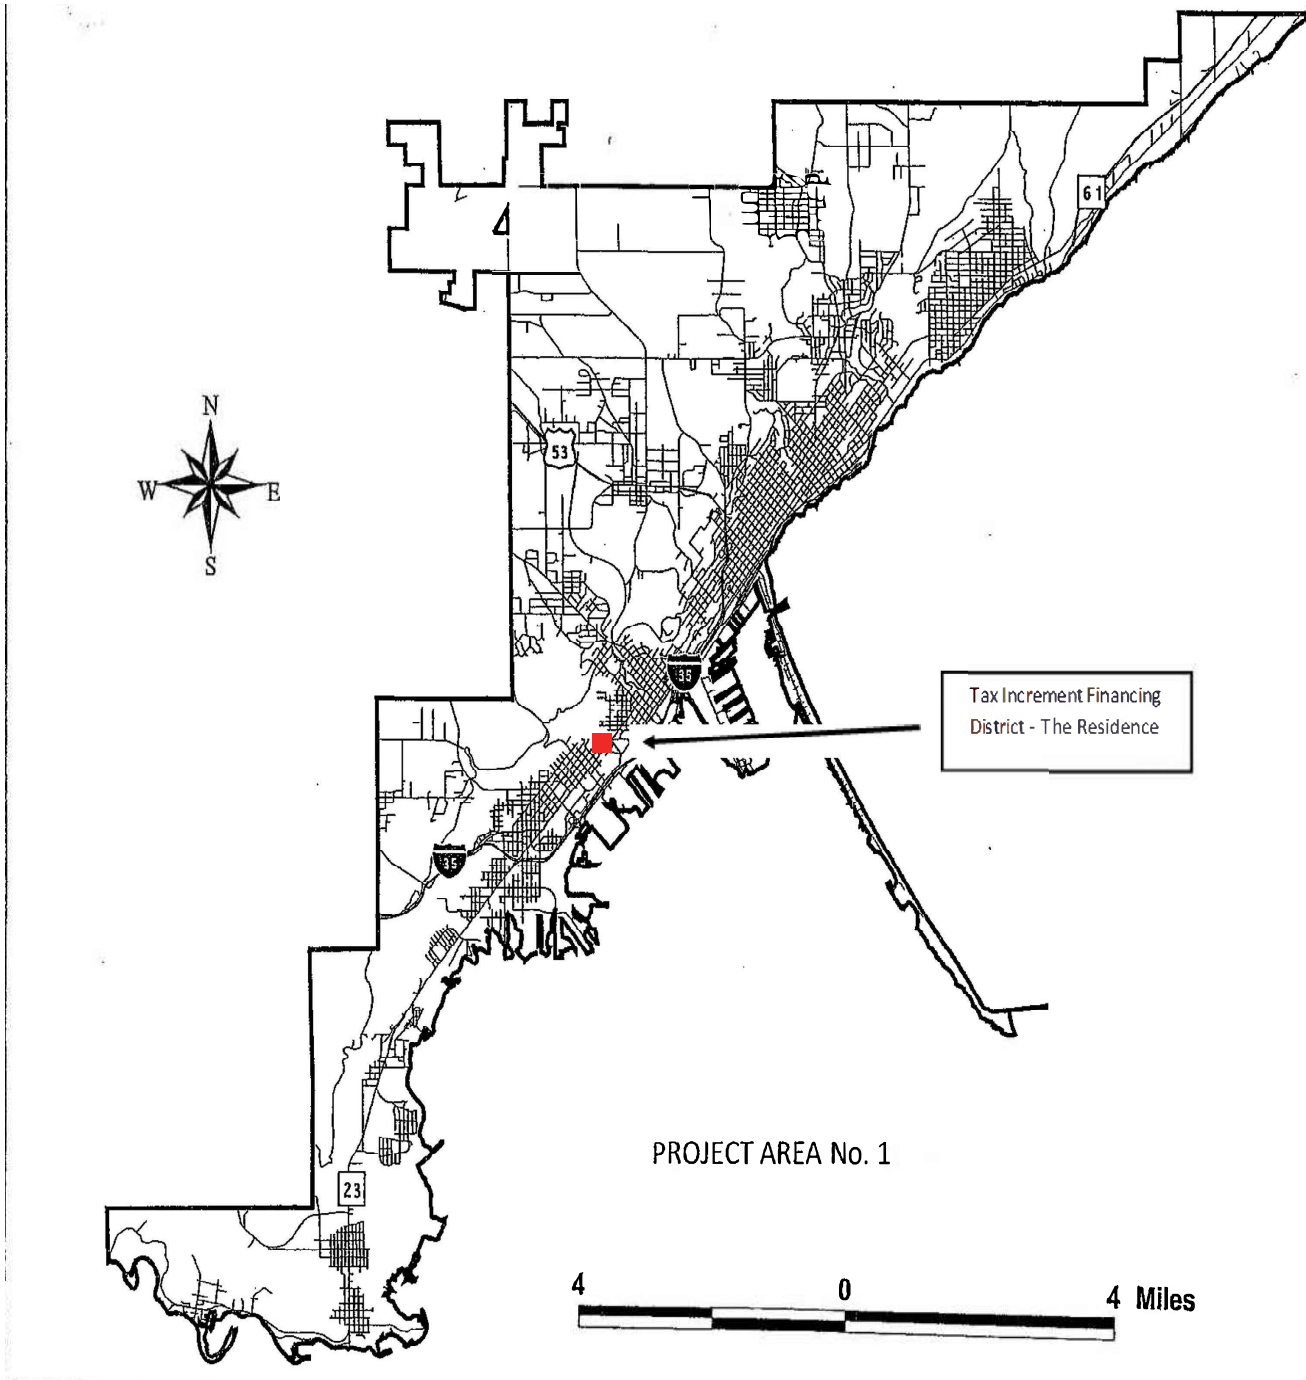 61
N
53
W
E
S
35
Tax Increment Financing
District - The Residence
35
PROJECT AREA No. 1
23
4 0 4 Miles